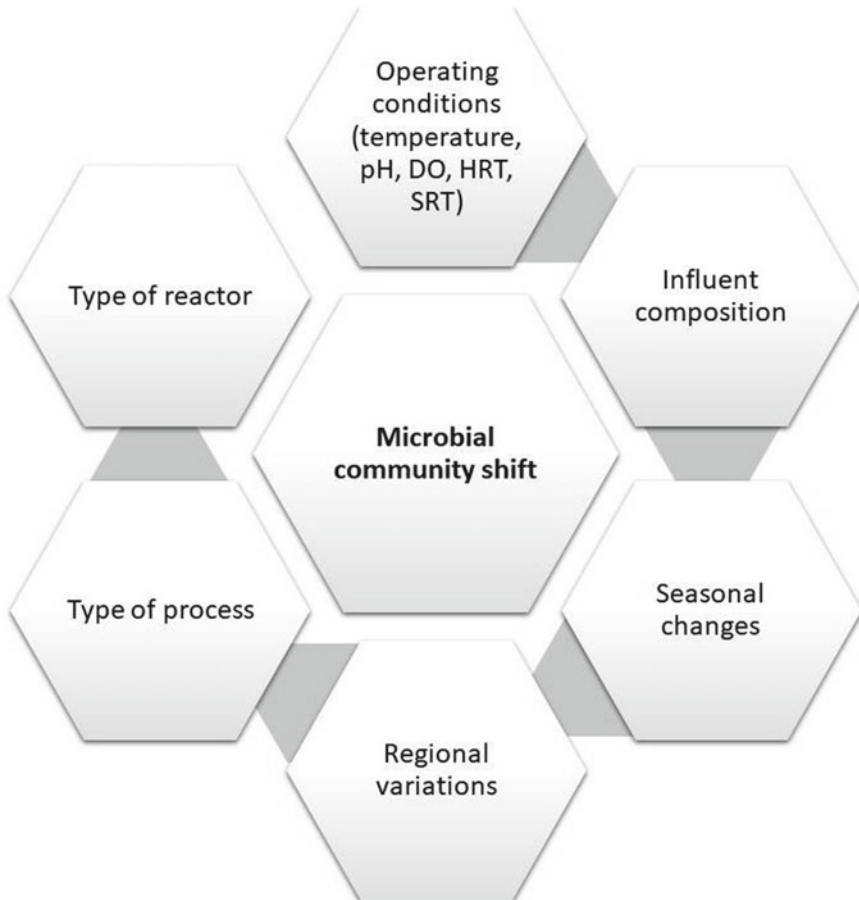 Operating
conditions
(temperature,
pH, DO, HRT,
SRT)
Influent
composition
Seasonal
changes
Regional
variations
Type of process
Type of reactor
Microbial
community shift